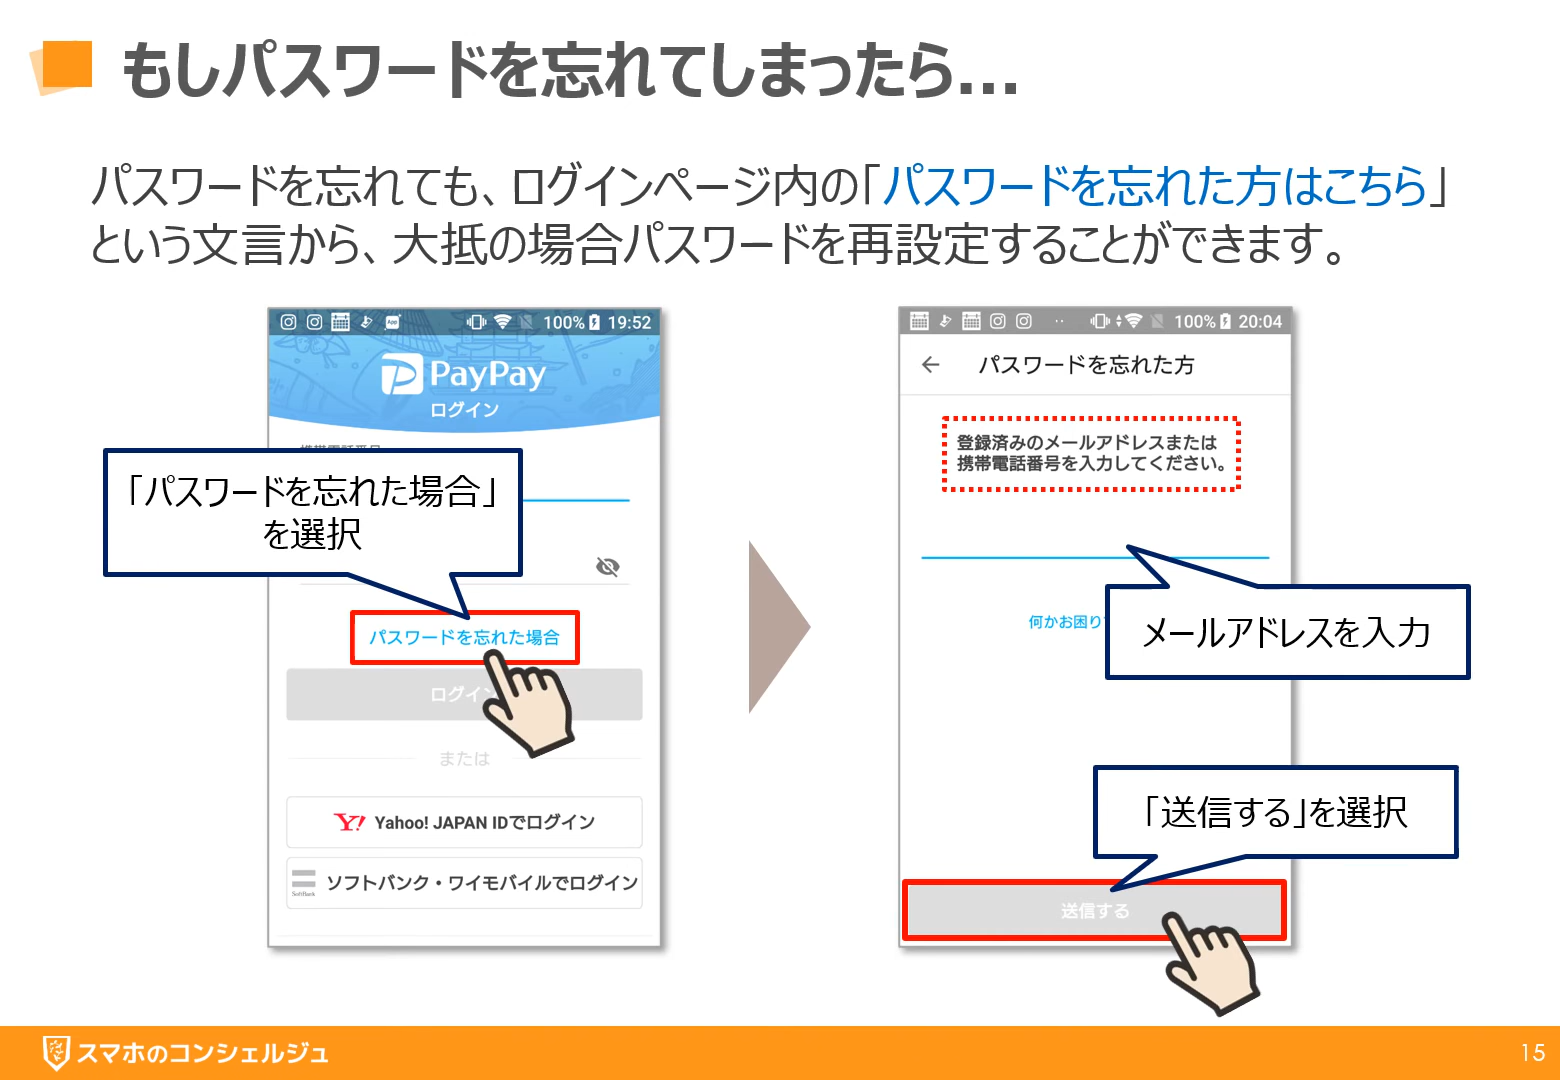 もしパスワードを忘れてしまったら...
パスワードを忘れても、ログインページ内の「パスワードを忘れた方はこちら」
という文言から、大抵の場合パスワードを再設定することができます。
100% 19:52
PayPay
ログイン
「パスワードを忘れた場合」
を選択
パスワードを忘れた場合
ログイン
または
Y! Yahoo! JAPAN IDでログイン
SoftBank ソフトバンク・ワイモバイルでログイン
100% 20:04
← パスワードを忘れた方
登録済みのメールアドレスまたは
携帯電話番号を入力してください。
何かお困り
メールアドレスを入力
「送信する」を選択
送信する
スマホのコンシェルジュ
15